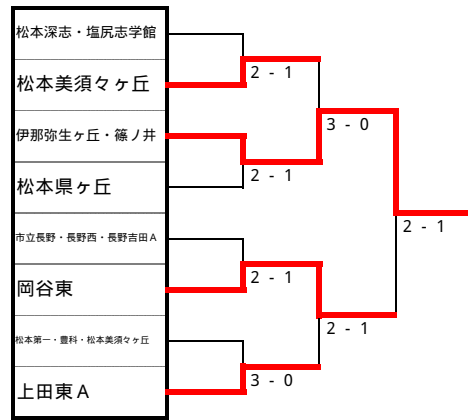 松本深志・塩尻志学館
松本美須々ヶ丘
2 - 1
3 - 0
伊那弥生ヶ丘・篠ノ井
松本県ヶ丘
2 - 1
2 - 1
市立長野・長野西・長野吉田A
岡谷東
2 - 1
2 - 1
松本第一・豊科・松本美須々ヶ丘
上田東A
3 - 0